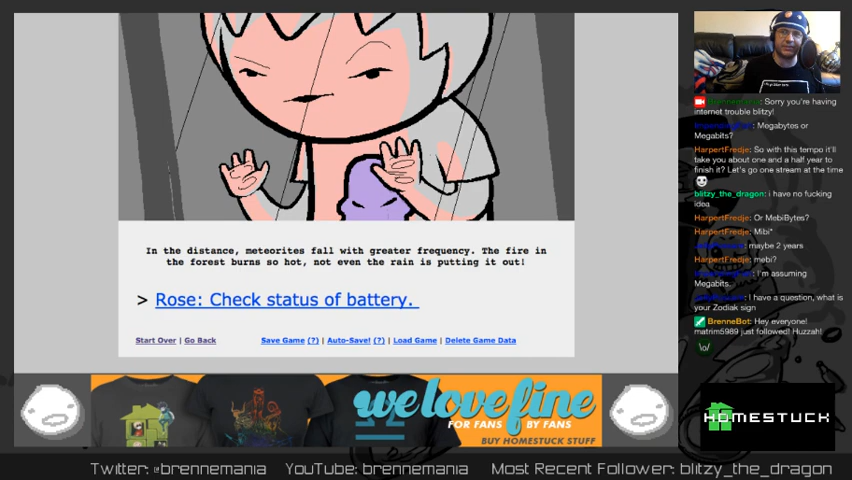 In the distance, meteorites fall with greater frequency. The fire in
the forest burns so hot, not even the rain is putting it out!
> Rose: Check status of battery.
Start Over | Go Back
Save Game (?) | Auto-Save! (?) | Load Game | Delete Game Data
welovefine
FOR FANS BY FANS
BUY HOMESTUCK STUFF
: Sorry you're having
internet trouble blitzy!
: Megabytes or
Megabits?
HarpertFredje: So with this tempo it'll
take you about one and a half year to
finish it? Let's go one stream at the time
blitzy_the_dragon: i have no fucking
idea
HarpertFredje: Or MebiBytes?
HarpertFredje: Mibi*
: maybe 2 years
HarpertFredje: mebi?
: I'm assuming
Megabits.
: I have a question, what is
your Zodiak sign
BrenneBot: Hey everyone!
matrim5989 just followed! Huzzah!
\o/
HOMESTUCK
Twitter: @brennemania YouTube: brennemania Most Recent Follower: blitzy_the_dragon